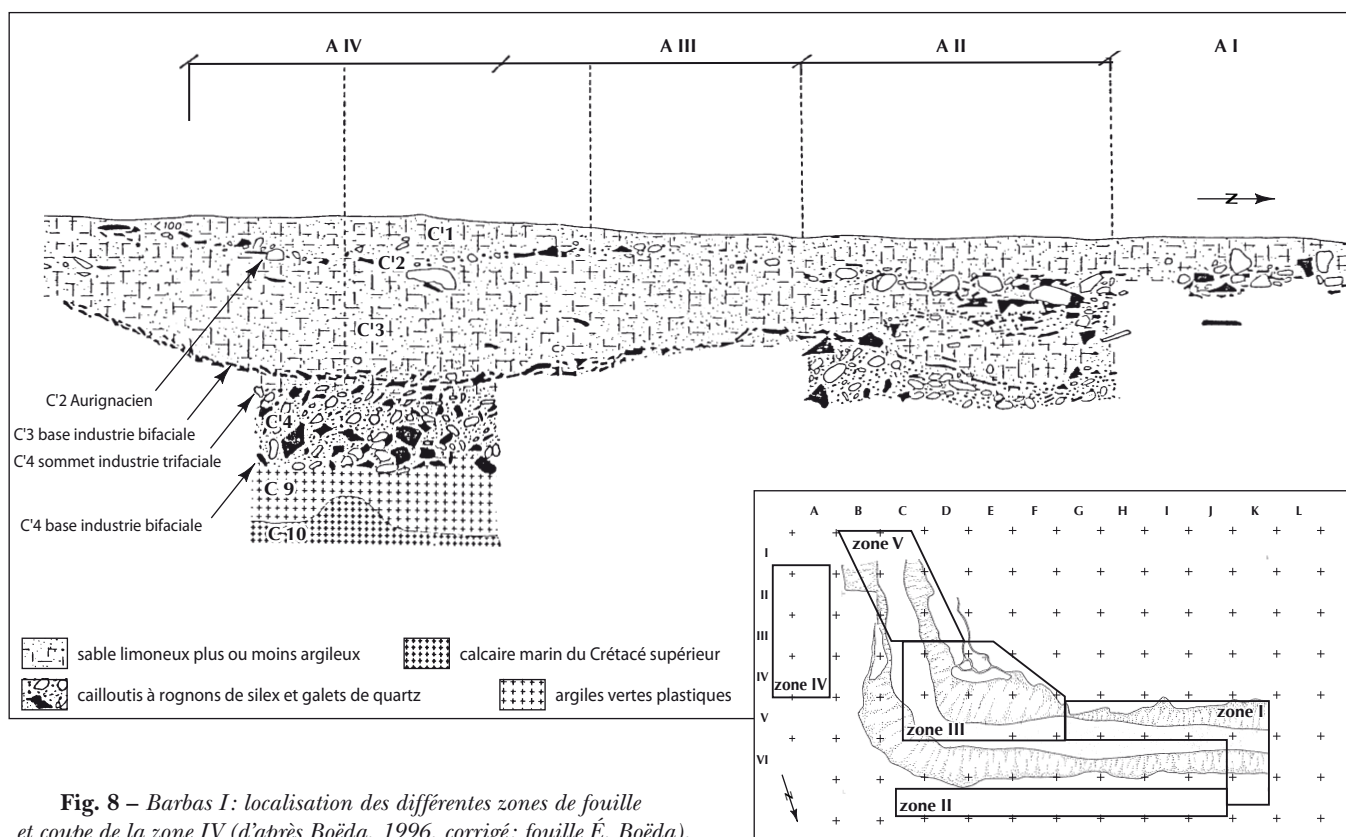 A IV A III A II A I
N
<100
C'1
C'2
C'3
C'2 Aurignacien
C'3 base industrie bifaciale
C'4 sommet industrie trifaciale
C'4 base industrie bifaciale
C 4
C 9
C 10
sable limoneux plus ou moins argileux
calcaire marin du Crétacé supérieur
cailloutis à rognons de silex et galets de quartz
argiles vertes plastiques
A B C D E F G H I J K L
I
II
III
IV
V
VI
zone V
zone IV
zone III
zone I
zone II
N
Fig. 8 – Barbas I : localisation des différentes zones de fouille
et coupe de la zone IV (d'après Boëda, 1996, corrigé ; fouille É. Boëda).